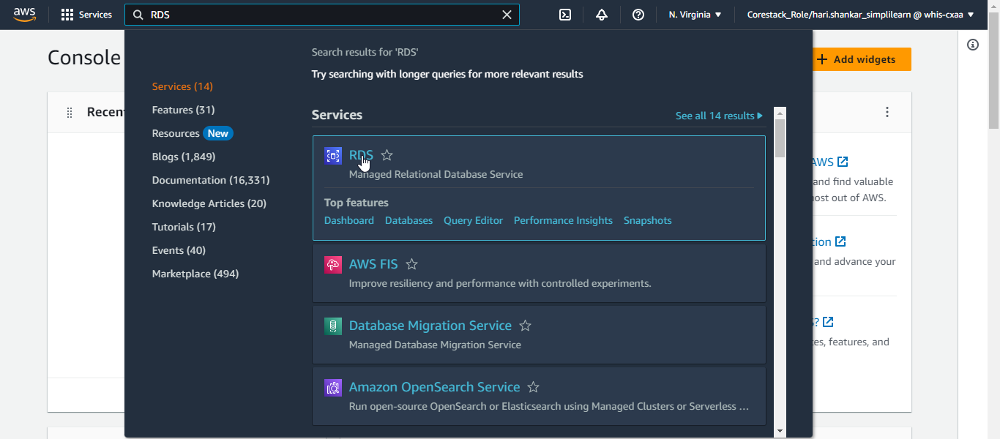 aws
Services
RDS
N. Virginia
Corestack_Role/hari.shankar_simplilearn @ whis-cxaa
Console
Add widgets
Search results for 'RDS'
Try searching with longer queries for more relevant results
Services (14)
Features (31)
Resources New
Blogs (1,849)
Documentation (16,331)
Knowledge Articles (20)
Tutorials (17)
Events (40)
Marketplace (494)
Services
See all 14 results
RDS
Managed Relational Database Service
Top features
Dashboard Databases Query Editor Performance Insights Snapshots
AWS FIS
Improve resiliency and performance with controlled experiments.
Database Migration Service
Managed Database Migration Service
Amazon OpenSearch Service
Run open-source OpenSearch or Elasticsearch using Managed Clusters or Serverless ...
AWS
and find valuable
out of AWS.
and advance your
features, and